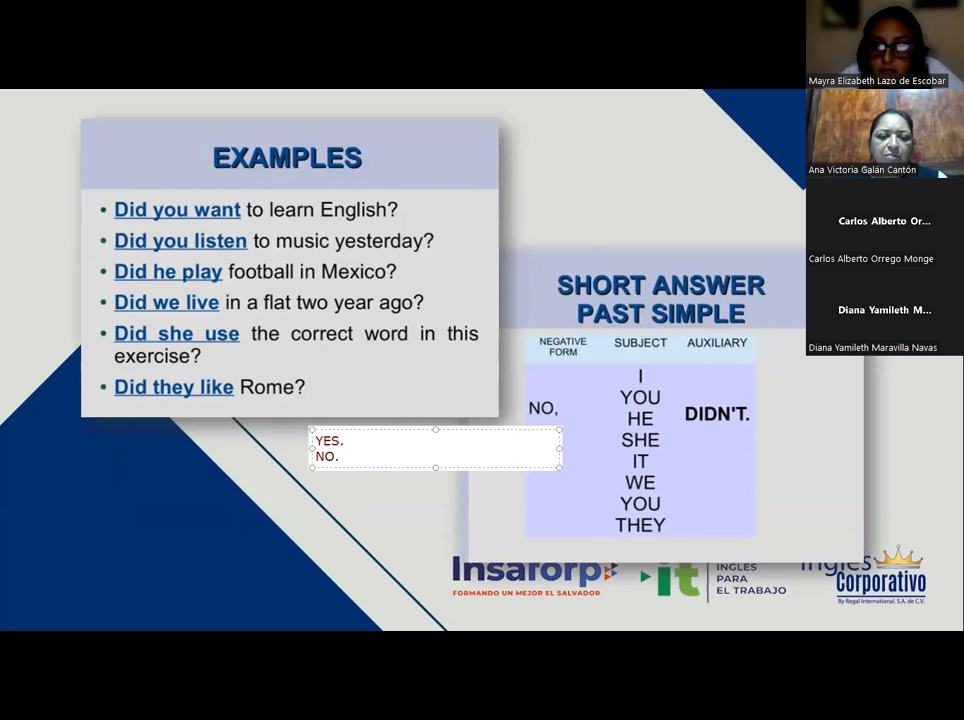 EXAMPLES
• Did you want to learn English?
• Did you listen to music yesterday?
• Did he play football in Mexico?
• Did we live in a flat two year ago?
• Did she use the correct word in this
exercise?
• Did they like Rome?
YES.
NO.
SHORT ANSWER
PAST SIMPLE
NEGATIVE FORM SUBJECT AUXILIARY
NO,
I
YOU
HE
SHE
IT
WE
YOU
THEY
DIDN'T.
Insaforp
FORMANDO UN MEJOR EL SALVADOR
it
INGLES
PARA
EL TRABAJO
Ingles
Corporativo
By Regal International, S.A. de C.V.
Mayra Elizabeth Lazo de Escobar
Ana Victoria Galán Cantón
Carlos Alberto Or...
Carlos Alberto Orrego Monge
Diana Yamileth M...
Diana Yamileth Maravilla Navas